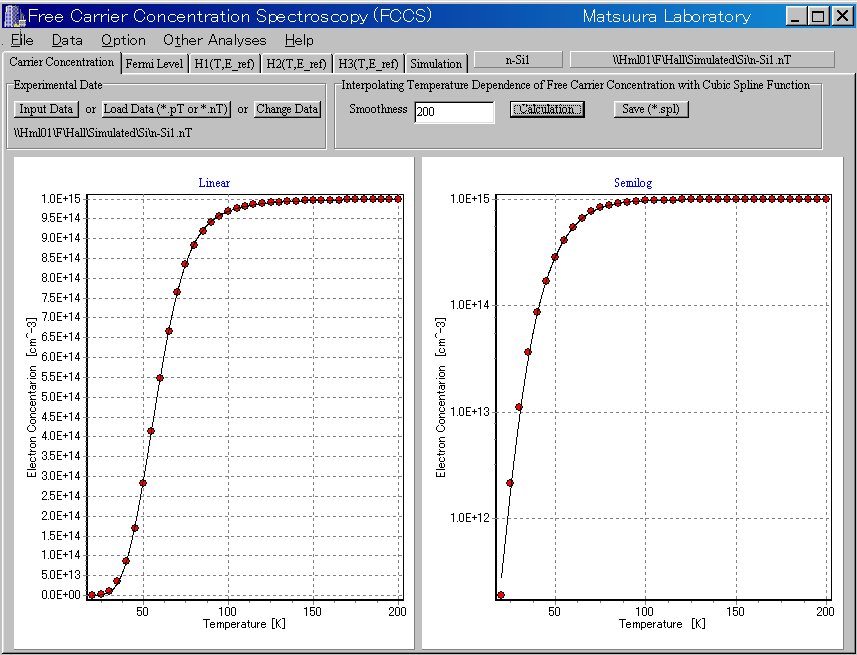 Free Carrier Concentration Spectroscopy (FCCS) Matsuura Laboratory
File Data Option Other Analyses Help
Carrier Concentration Fermi Level H1(T,E_ref) H2(T,E_ref) H3(T,E_ref) Simulation n-Si1 \\Hml01\F\Hall\Simulated\Si\n-Si1.nT
Experimental Date
Input Data or Load Data (*.pT or *.nT) or Change Data
\\Hml01\F\Hall\Simulated\Si\n-Si1.nT
Interpolating Temperature Dependence of Free Carrier Concentration with Cubic Spline Function
Smoothness 200 Calculation Save (*.spl)
Linear
Electron Concentarion [cm^-3]
1.0E+15
9.5E+14
9.0E+14
8.5E+14
8.0E+14
7.5E+14
7.0E+14
6.5E+14
6.0E+14
5.5E+14
5.0E+14
4.5E+14
4.0E+14
3.5E+14
3.0E+14
2.5E+14
2.0E+14
1.5E+14
1.0E+14
5.0E+13
0.0E+00
50 100 150 200
Temperature [K]
Semilog
Electron Concentarion [cm^-3]
1.0E+15
1.0E+14
1.0E+13
1.0E+12
50 100 150 200
Temperature [K]